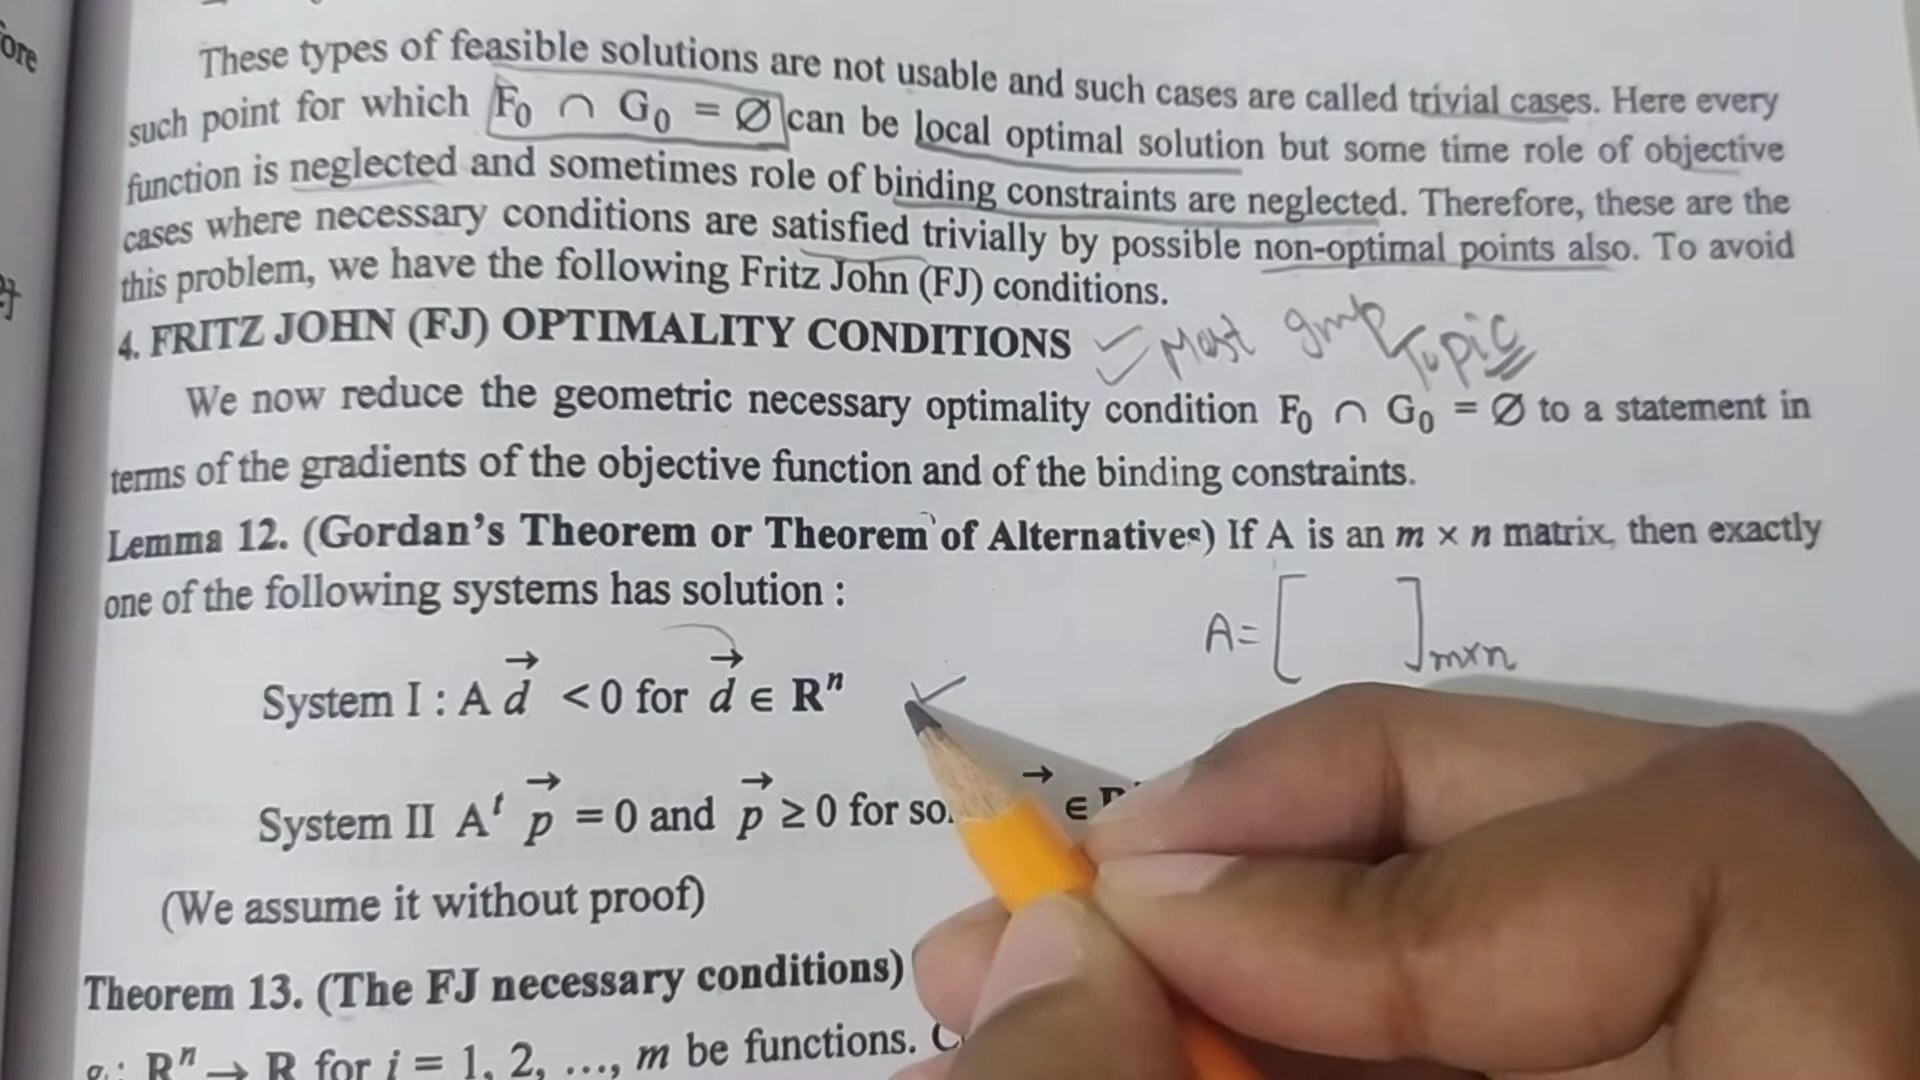 ore
These types of feasible solutions are not usable and such cases are called trivial cases. Here every
such point for which F₀ ∩ G₀ = Ø can be local optimal solution but some time role of objective
function is neglected and sometimes role of binding constraints are neglected. Therefore, these are the
cases where necessary conditions are satisfied trivially by possible non-optimal points also. To avoid
this problem, we have the following Fritz John (FJ) conditions.
4. FRITZ JOHN (FJ) OPTIMALITY CONDITIONS ✓ Most Imp Topic
We now reduce the geometric necessary optimality condition F₀ ∩ G₀ = Ø to a statement in
terms of the gradients of the objective function and of the binding constraints.
Lemma 12. (Gordan's Theorem or Theorem of Alternatives) If A is an m × n matrix, then exactly
one of the following systems has solution :
A = [ ]m×n
System I : A d⃗ < 0 for d⃗ ∈ Rⁿ ✓
System II Aᵗ p⃗ = 0 and p⃗ ≥ 0 for ∈
(We assume it without proof)
Theorem 13. (The FJ necessary conditions)
: Rⁿ → R for i = 1, 2, ..., m be functions.